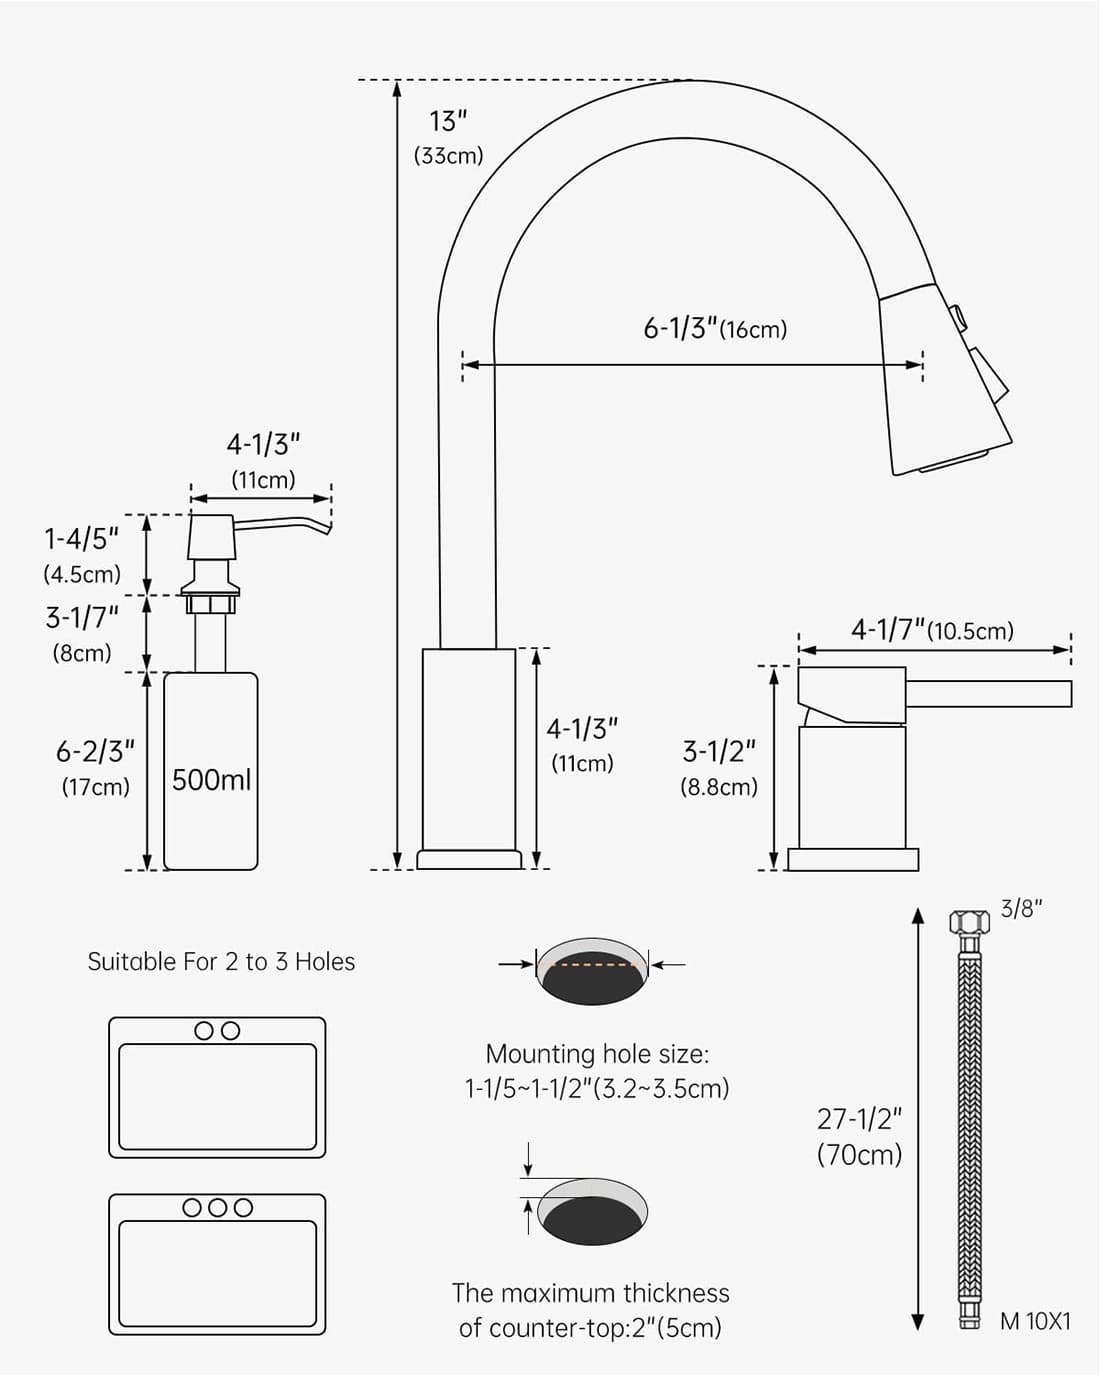 13"
(33cm)
6-1/3"(16cm)
4-1/3"
(11cm)
1-4/5"
(4.5cm)
3-1/7"
(8cm)
6-2/3"
(17cm)
500ml
4-1/3"
(11cm)
4-1/7"(10.5cm)
3-1/2"
(8.8cm)
Suitable For 2 to 3 Holes
Mounting hole size:
1-1/5~1-1/2"(3.2~3.5cm)
The maximum thickness
of counter-top:2"(5cm)
3/8"
27-1/2"
(70cm)
M 10X1